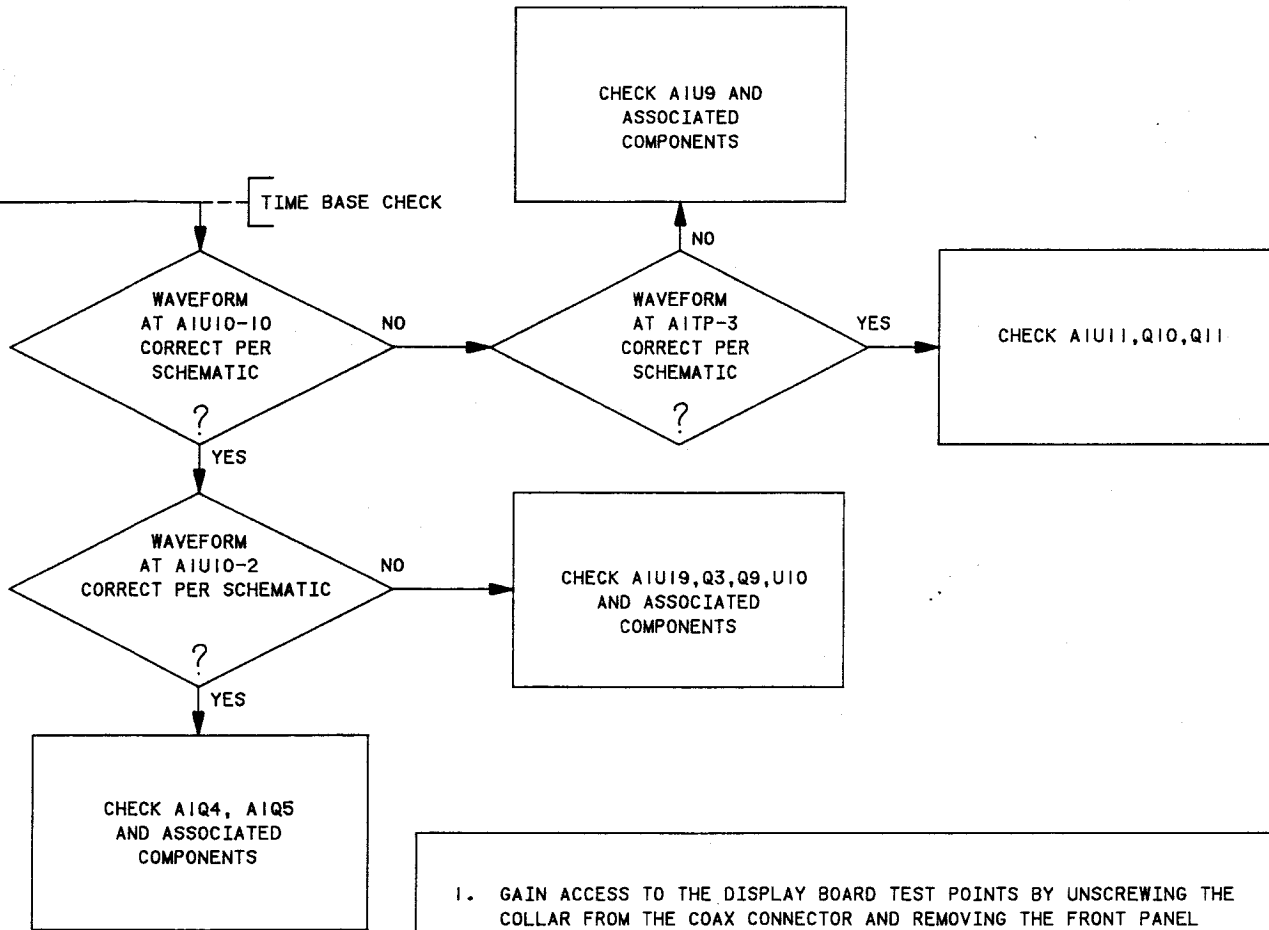 CHECK A1U9 AND
ASSOCIATED
COMPONENTS
TIME BASE CHECK
NO
WAVEFORM
AT A1U10-10
CORRECT PER
SCHEMATIC
?
NO
WAVEFORM
AT A1TP-3
CORRECT PER
SCHEMATIC
?
YES
CHECK A1U11,Q10,Q11
YES
WAVEFORM
AT A1U10-2
CORRECT PER SCHEMATIC
?
NO
CHECK A1U19,Q3,Q9,U10
AND ASSOCIATED
COMPONENTS
YES
CHECK A1Q4, A1Q5
AND ASSOCIATED
COMPONENTS
1. GAIN ACCESS TO THE DISPLAY BOARD TEST POINTS BY UNSCREWING THE
COLLAR FROM THE COAX CONNECTOR AND REMOVING THE FRONT PANEL